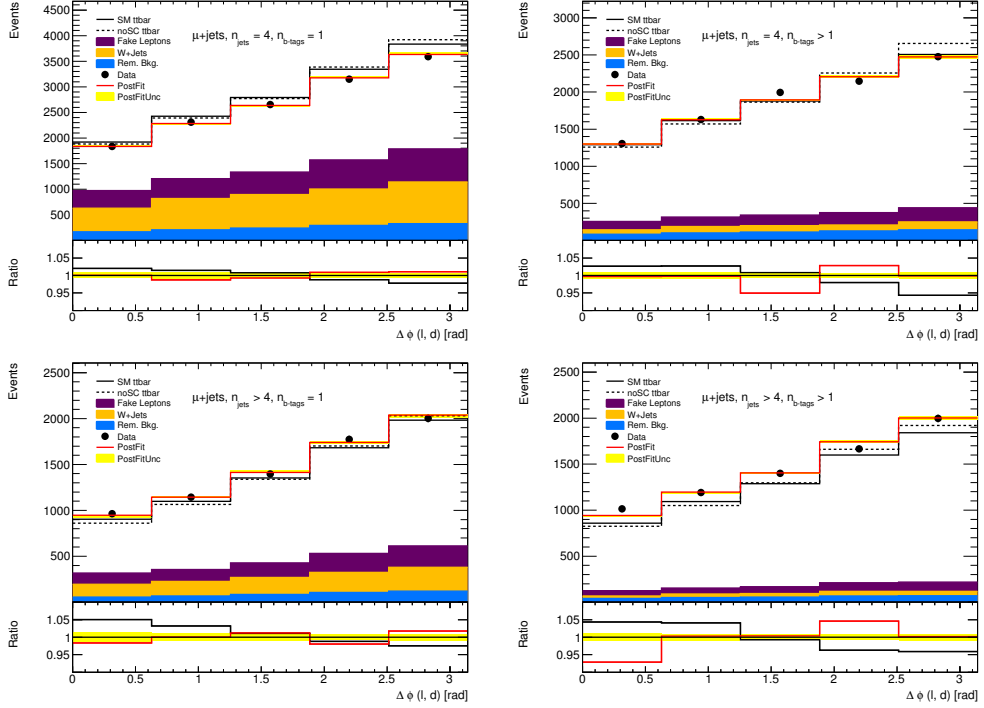 Events
4500
4000
3500
3000
2500
2000
1500
1000
500
SM ttbar
noSC ttbar
Fake Leptons
W+Jets
Rem. Bkg.
Data
PostFit
PostFitUnc
μ+jets, n_jets = 4, n_b-tags = 1
Ratio
1.05
1
0.95
0 0.5 1 1.5 2 2.5 3
Δ ϕ (l, d) [rad]
Events
3000
2500
2000
1500
1000
500
SM ttbar
noSC ttbar
Fake Leptons
W+Jets
Rem. Bkg.
Data
PostFit
PostFitUnc
μ+jets, n_jets = 4, n_b-tags > 1
Ratio
1.05
1
0.95
0 0.5 1 1.5 2 2.5 3
Δ ϕ (l, d) [rad]
Events
2500
2000
1500
1000
500
SM ttbar
noSC ttbar
Fake Leptons
W+Jets
Rem. Bkg.
Data
PostFit
PostFitUnc
μ+jets, n_jets > 4, n_b-tags = 1
Ratio
1.05
1
0.95
0 0.5 1 1.5 2 2.5 3
Δ ϕ (l, d) [rad]
Events
2500
2000
1500
1000
500
SM ttbar
noSC ttbar
Fake Leptons
W+Jets
Rem. Bkg.
Data
PostFit
PostFitUnc
μ+jets, n_jets > 4, n_b-tags > 1
Ratio
1.05
1
0.95
0 0.5 1 1.5 2 2.5 3
Δ ϕ (l, d) [rad]